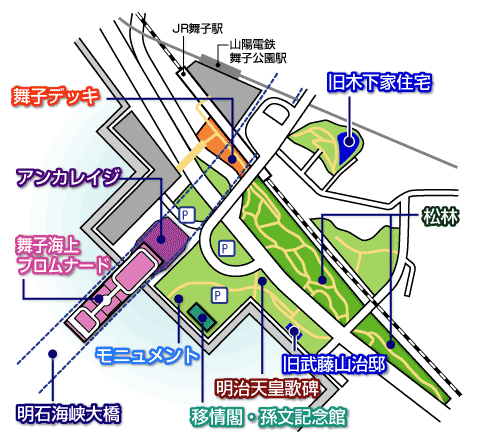 JR舞子駅
山陽電鉄
舞子公園駅
舞子デッキ
旧木下家住宅
アンカレイジ
松林
P
舞子海上
プロムナード
P
P
モニュメント
旧武藤山治邸
明治天皇歌碑
明石海峡大橋
移情閣・孫文記念館